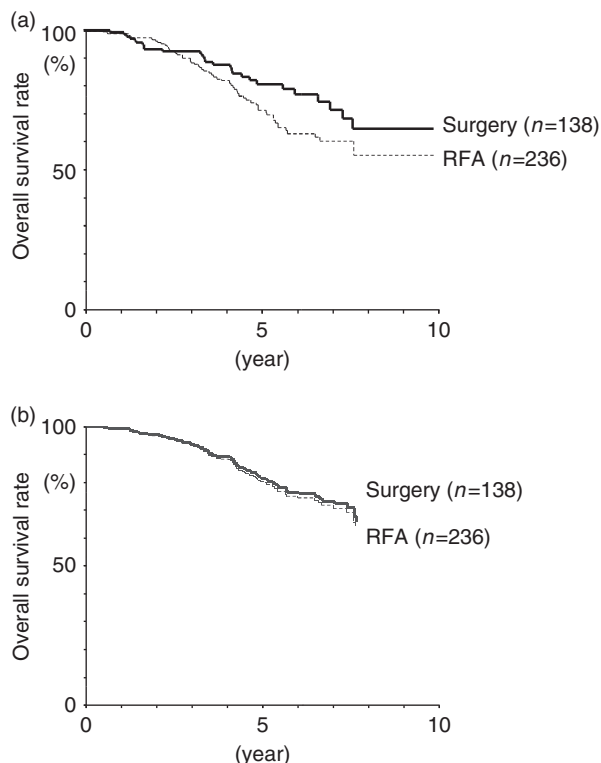 (a)
100
(%)
Overall survival rate
50
0
Surgery (n=138)
RFA (n=236)
0 5 10
(year)
(b)
100
(%)
Overall survival rate
50
0
Surgery (n=138)
RFA (n=236)
0 5 10
(year)